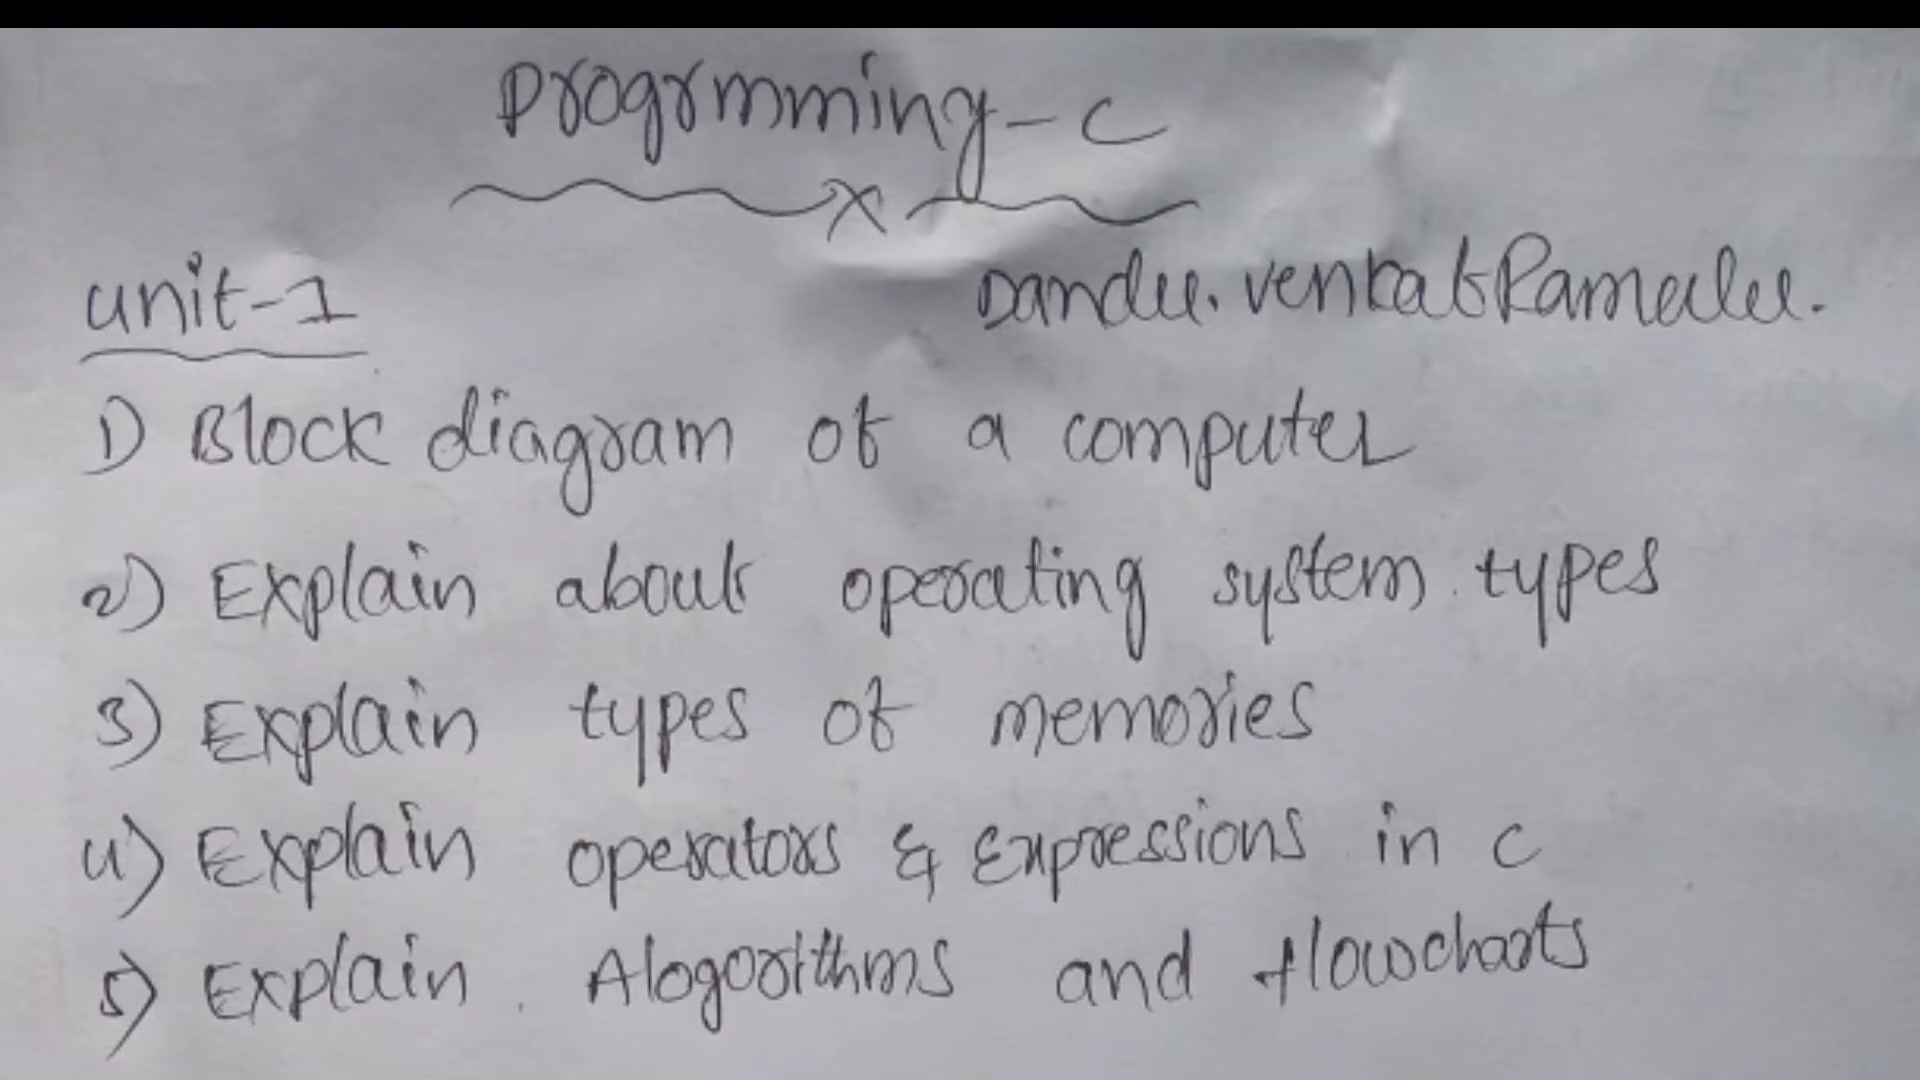 Progrmming-C
x
unit-1
Dandu. venkatRamulu.
1) Block diagram of a computer
2) Explain about operating system types
3) Explain types of memories
4) Explain operators & Expressions in c
5) Explain Alogorithms and flowcharts